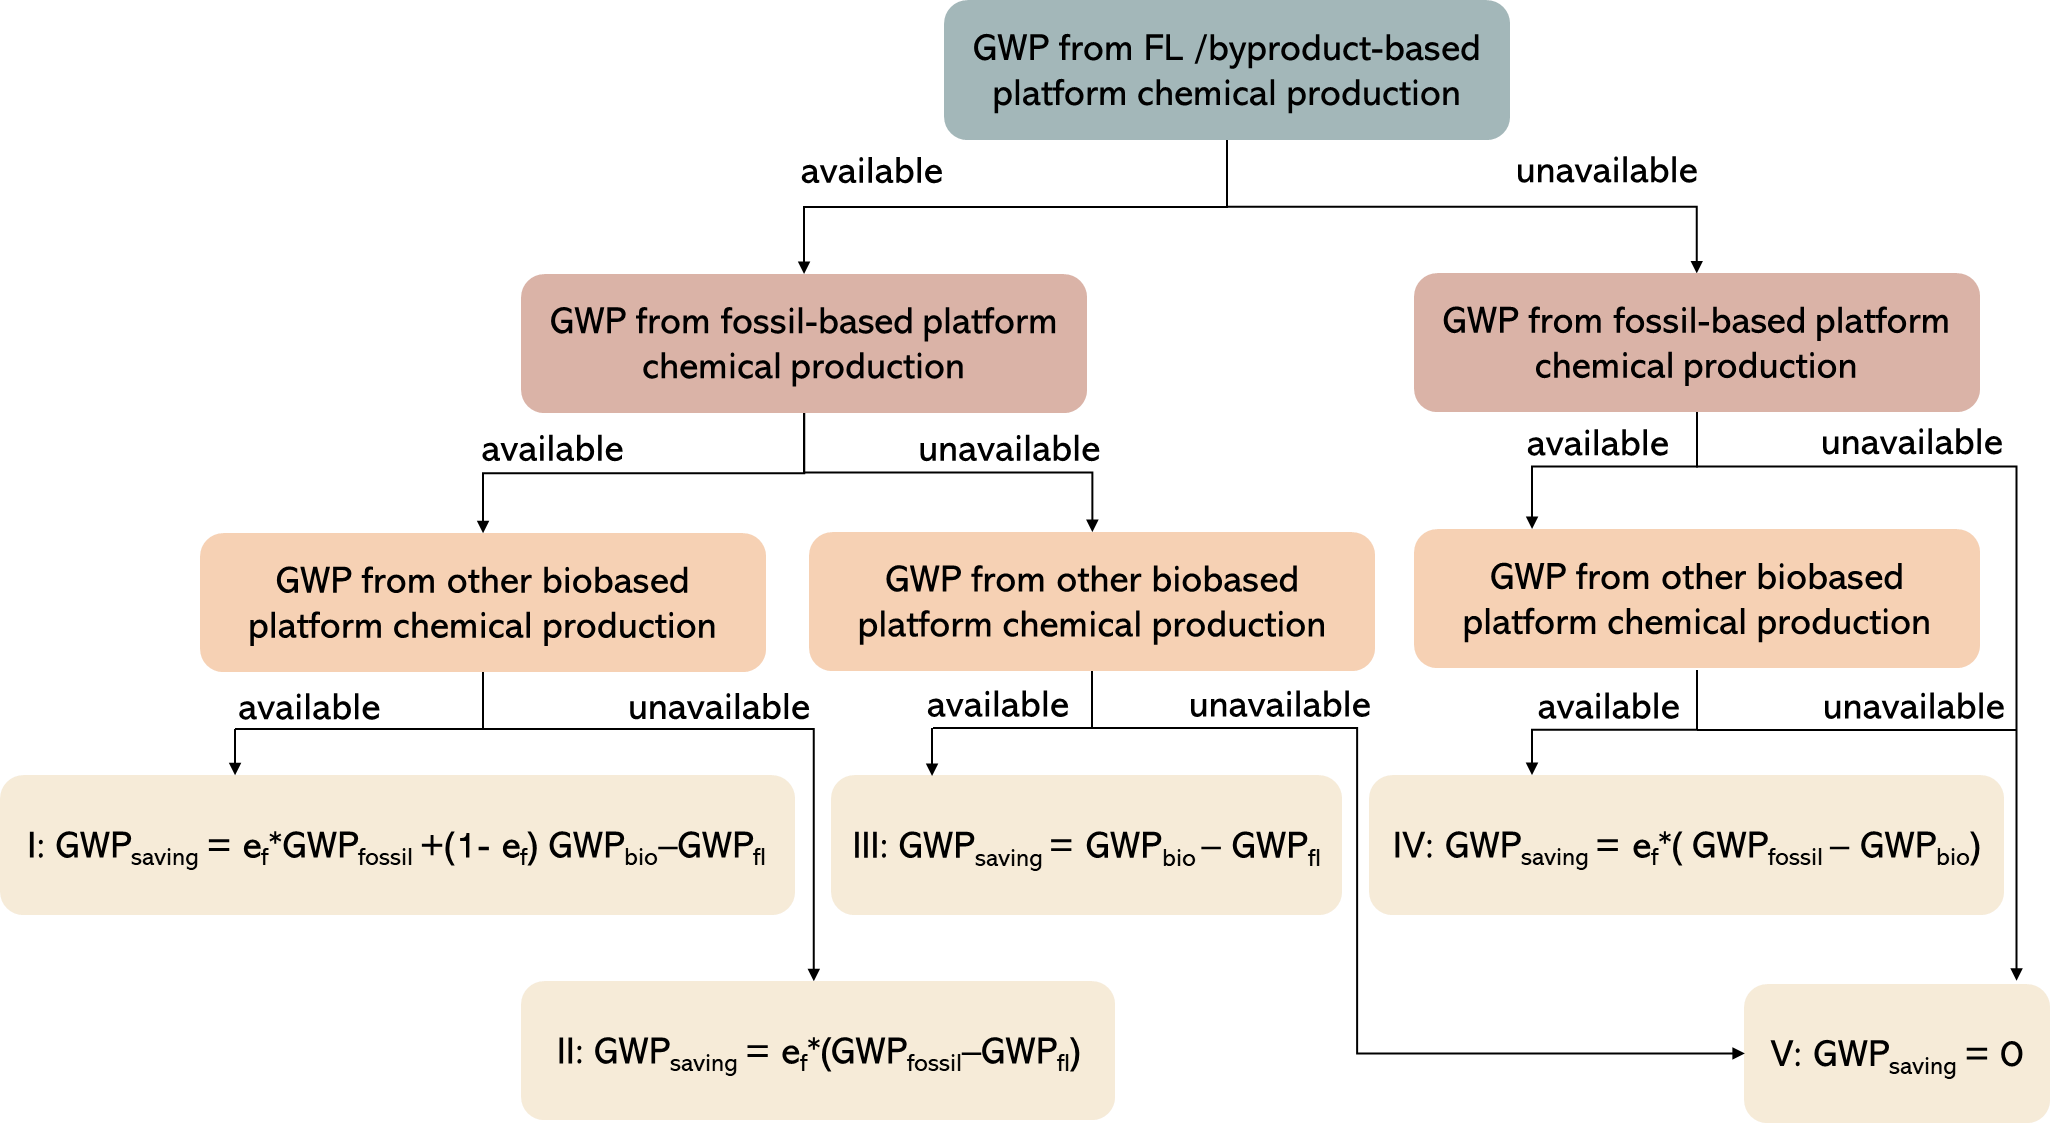 GWP from FL /byproduct-based
platform chemical production
available
unavailable
GWP from fossil-based platform
chemical production
GWP from fossil-based platform
chemical production
available
unavailable
available
unavailable
GWP from other biobased
platform chemical production
GWP from other biobased
platform chemical production
GWP from other biobased
platform chemical production
available
unavailable
available
unavailable
available
unavailable
I: GWPsaving = ef*GWPfossil +(1- ef) GWPbio–GWPfl
III: GWPsaving = GWPbio – GWPfl
IV: GWPsaving = ef*( GWPfossil – GWPbio)
II: GWPsaving = ef*(GWPfossil–GWPfl)
V: GWPsaving = 0